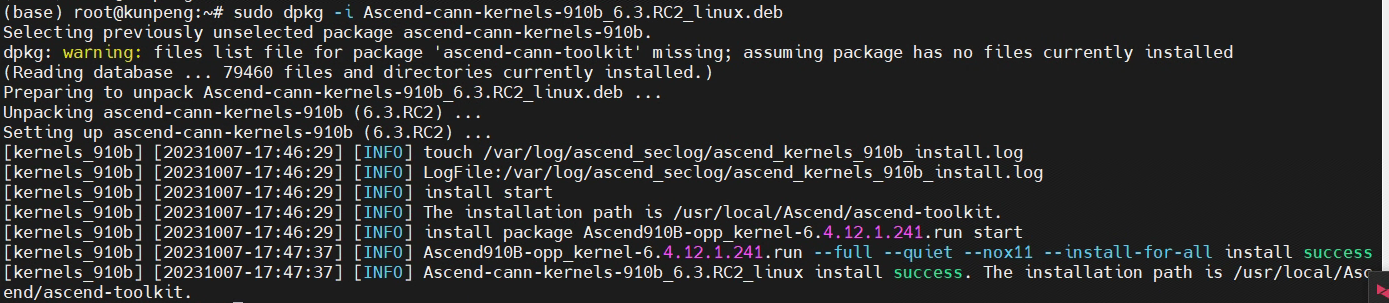 (base) root@kunpeng:~# sudo dpkg -i Ascend-cann-kernels-910b_6.3.RC2_linux.deb
Selecting previously unselected package ascend-cann-kernels-910b.
dpkg: warning: files list file for package 'ascend-cann-toolkit' missing; assuming package has no files currently installed
(Reading database ... 79460 files and directories currently installed.)
Preparing to unpack Ascend-cann-kernels-910b_6.3.RC2_linux.deb ...
Unpacking ascend-cann-kernels-910b (6.3.RC2) ...
Setting up ascend-cann-kernels-910b (6.3.RC2) ...
[kernels_910b] [20231007-17:46:29] [INFO] touch /var/log/ascend_seclog/ascend_kernels_910b_install.log
[kernels_910b] [20231007-17:46:29] [INFO] LogFile:/var/log/ascend_seclog/ascend_kernels_910b_install.log
[kernels_910b] [20231007-17:46:29] [INFO] install start
[kernels_910b] [20231007-17:46:29] [INFO] The installation path is /usr/local/Ascend/ascend-toolkit.
[kernels_910b] [20231007-17:46:29] [INFO] install package Ascend910B-opp_kernel-6.4.12.1.241.run start
[kernels_910b] [20231007-17:47:37] [INFO] Ascend910B-opp_kernel-6.4.12.1.241.run --full --quiet --nox11 --install-for-all install success
[kernels_910b] [20231007-17:47:37] [INFO] Ascend-cann-kernels-910b_6.3.RC2_linux install success. The installation path is /usr/local/Asc
end/ascend-toolkit.